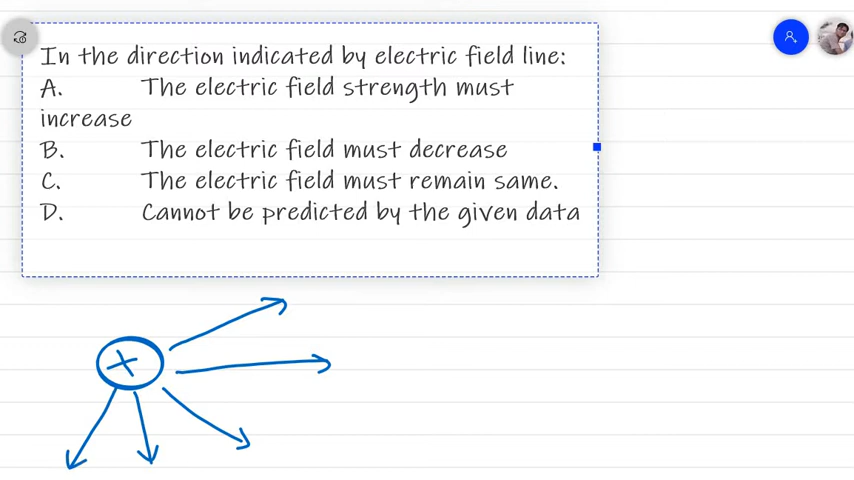 In the direction indicated by electric field line:
A. The electric field strength must
increase
B. The electric field must decrease
C. The electric field must remain same.
D. Cannot be predicted by the given data
+